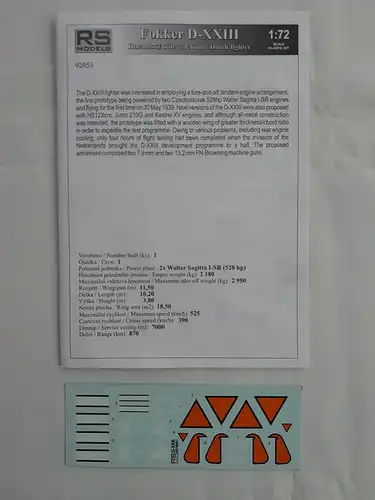 RS
MODELS
Fokker D-XXIII
1:72
SCALE
PLASTIC KIT
92053
The D-XXIII fighter was interested in employing a fore-and-aft tandem engine arrangement,
the first prototype being powered by two Czechoslovak 528hp Walter Sagitta I-SR engines
and flying for the first time on 30 May 1939. Next versions of the D-XXIII were also proposed
with HS12Xcrs, Jumo 210G and Kestrel XV engines, and although all-metal construction
was intended, the prototype was fitted with a wooden wing of greater thickness/chord ratio
in order to expedite the test programme. Owing to various problems, including rear engine
cooling, only four hours of flight testing had been completed when the invasion of the
Netherlands brought the D-XXIII development programme to a halt. The proposed
armament comprised two 7.9mm and two 13.2mm FN-Browning machine guns.
Vyrobeno / Number built (ks): 1
Osádka / Crew: 1
Pohonná jednotka / Power plant: 2x Walter Sagitta I-SR (528 hp)
Hmotnost prázdného letounu / Empty weight (kg): 2 180
Maximální vzletová hmotnost / Maximum take-off weight (kg): 2 950
Rozpětí / Wingspan (m): 11,50
Délka / Length (m): 10,20
Výška / Height (m): 3,80
Nosná plocha / Wing area (m2): 18,50
Maximální rychlost / Maximum speed (km/h): 525
Cestovní rychlost / Cruise speed (km/h): 390
Dostup / Service ceiling (m): 7000
Dolet / Range (km): 870